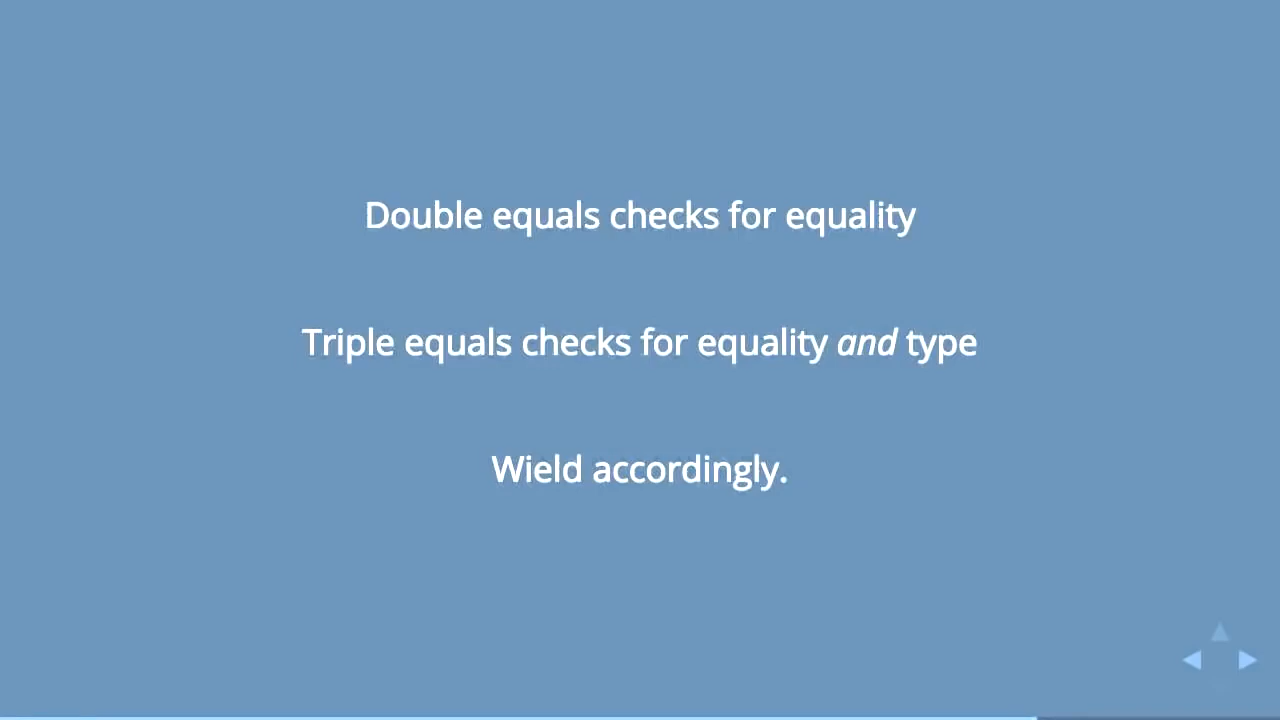 Double equals checks for equality
Triple equals checks for equality and type
Wield accordingly.